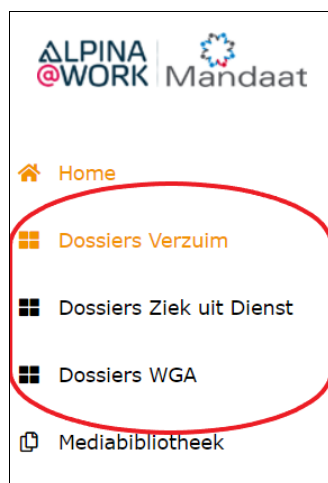 ALPINA
@WORK
Mandaat
Home
Dossiers Verzuim
Dossiers Ziek uit Dienst
Dossiers WGA
Mediabibliotheek